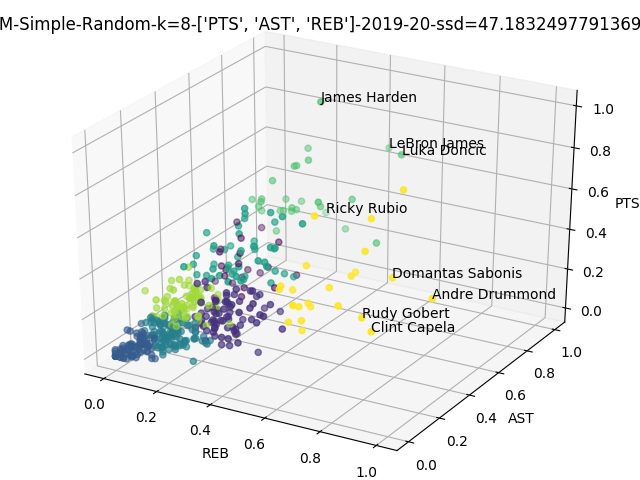 M-Simple-Random-k=8-['PTS', 'AST', 'REB']-2019-20-ssd=47.1832497791369
James Harden
LeBron James
Luka Doncic
Ricky Rubio
Domantas Sabonis
Andre Drummond
Rudy Gobert
Clint Capela
PTS
1.0
0.8
0.6
0.4
0.2
0.0
AST
1.0
0.8
0.6
0.4
0.2
0.0
REB
0.0
0.2
0.4
0.6
0.8
1.0